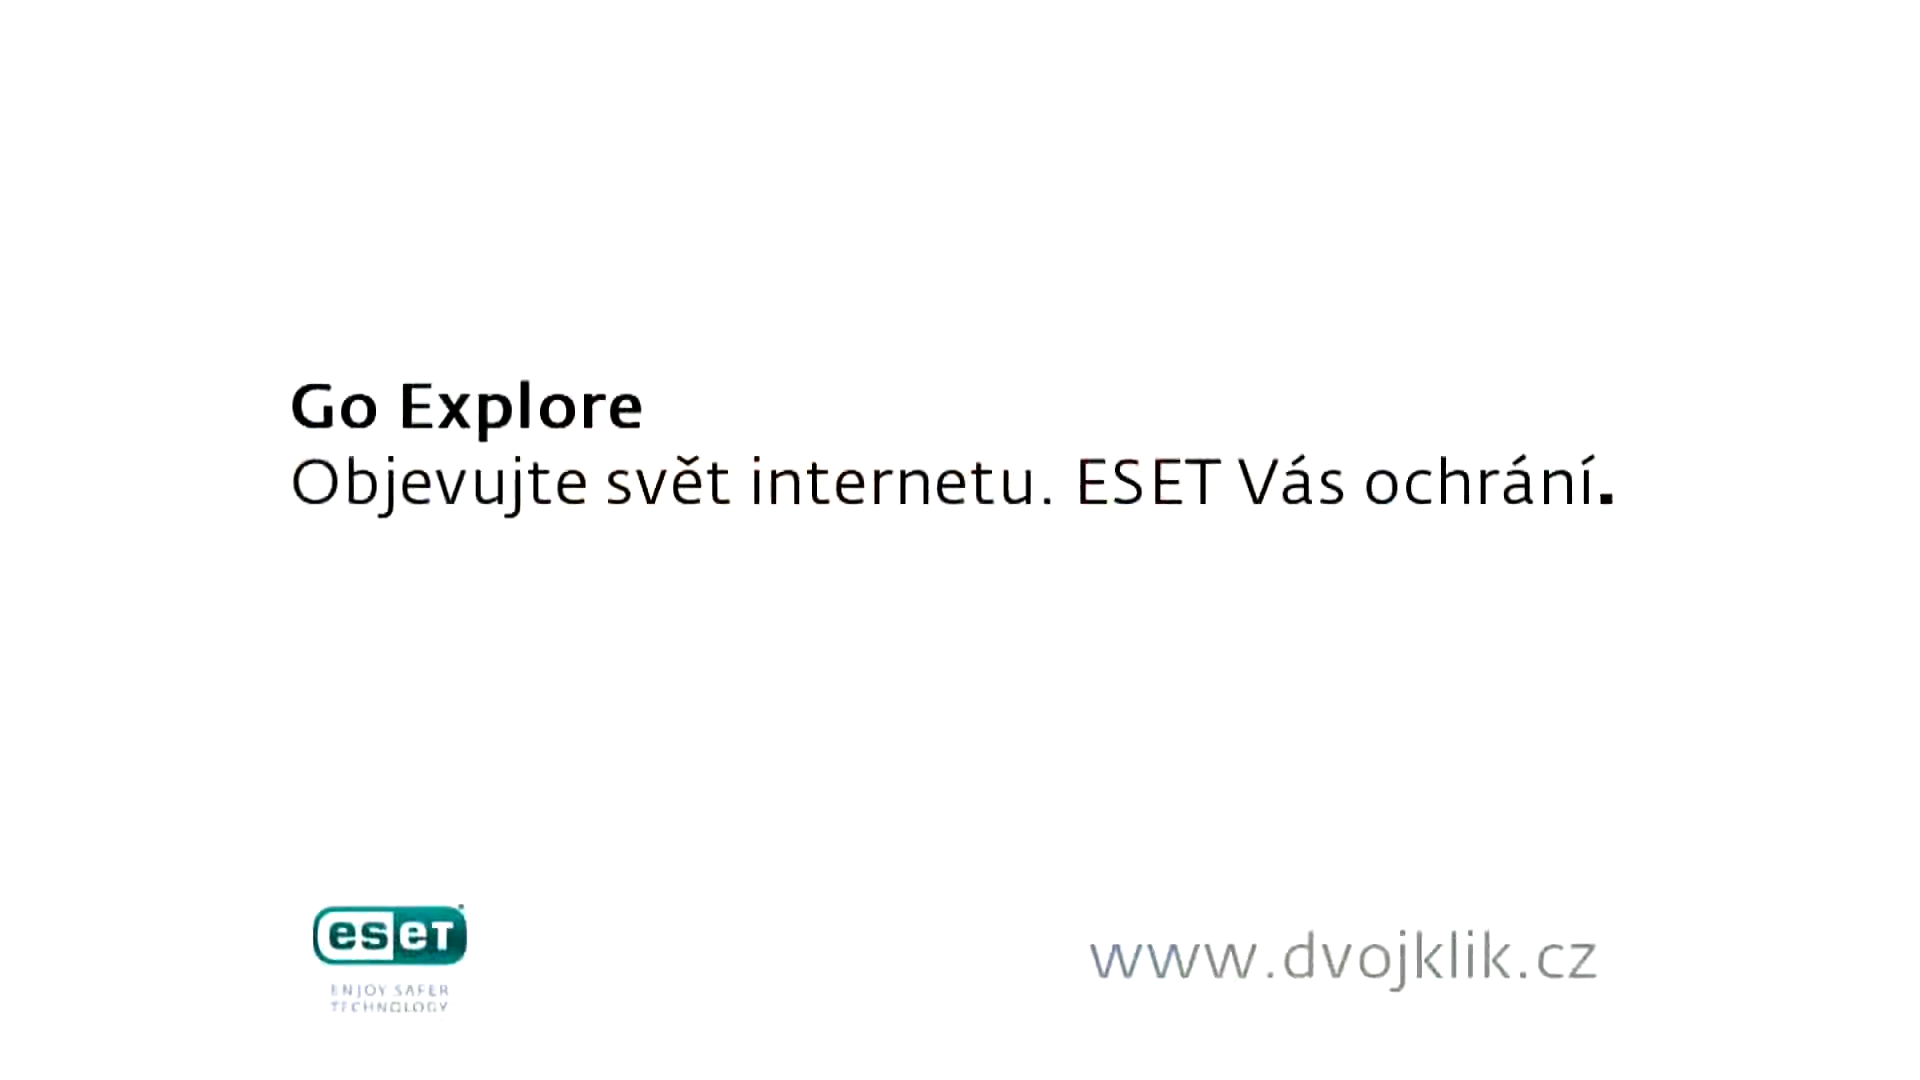 Go Explore
Objevujte svět internetu. ESET Vás ochrání.
eseT
ENJOY SAFER
TECHNOLOGY
www.dvojklik.cz